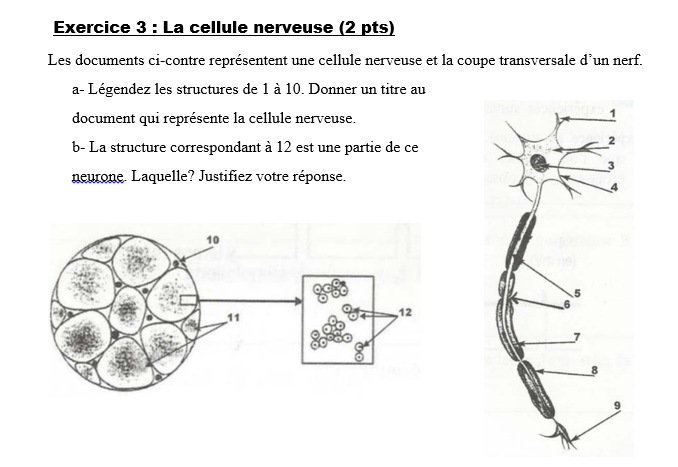 Exercice 3 : La cellule nerveuse (2 pts)
Les documents ci-contre représentent une cellule nerveuse et la coupe transversale d'un nerf.
a- Légendez les structures de 1 à 10. Donner un titre au
document qui représente la cellule nerveuse.
b- La structure correspondant à 12 est une partie de ce
neurone. Laquelle? Justifiez votre réponse.
1
2
3
4
5
6
7
8
9
10
11
12